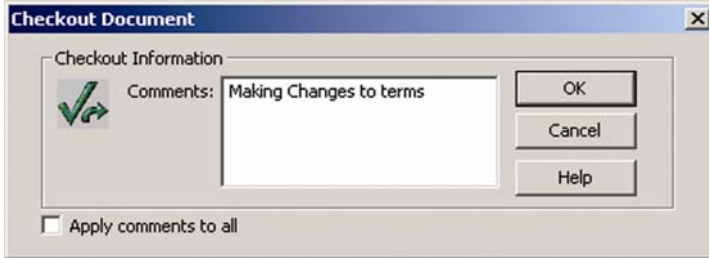 Checkout Document
Checkout Information
Comments: Making Changes to terms
OK
Cancel
Help
Apply comments to all